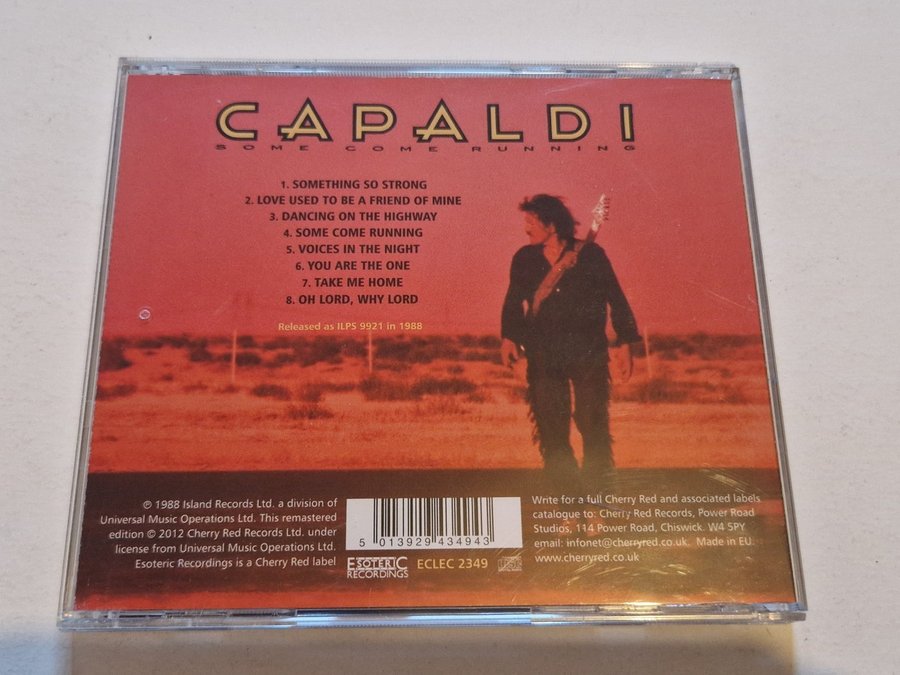 CAPALDI
SOME COME RUNNING
1. SOMETHING SO STRONG
2. LOVE USED TO BE A FRIEND OF MINE
3. DANCING ON THE HIGHWAY
4. SOME COME RUNNING
5. VOICES IN THE NIGHT
6. YOU ARE THE ONE
7. TAKE ME HOME
8. OH LORD, WHY LORD
Released as ILPS 9921 in 1988
℗ 1988 Island Records Ltd. a division of
Universal Music Operations Ltd. This remastered
edition © 2012 Cherry Red Records Ltd. under
license from Universal Music Operations Ltd.
Esoteric Recordings is a Cherry Red label
5 013929 434943
ESOTERIC
RECORDINGS
ECLEC 2349
Write for a full Cherry Red and associated labels
catalogue to: Cherry Red Records, Power Road
Studios, 114 Power Road, Chiswick. W4 5PY
email: infonet@cherryred.co.uk. Made in EU.
www.cherryred.co.uk